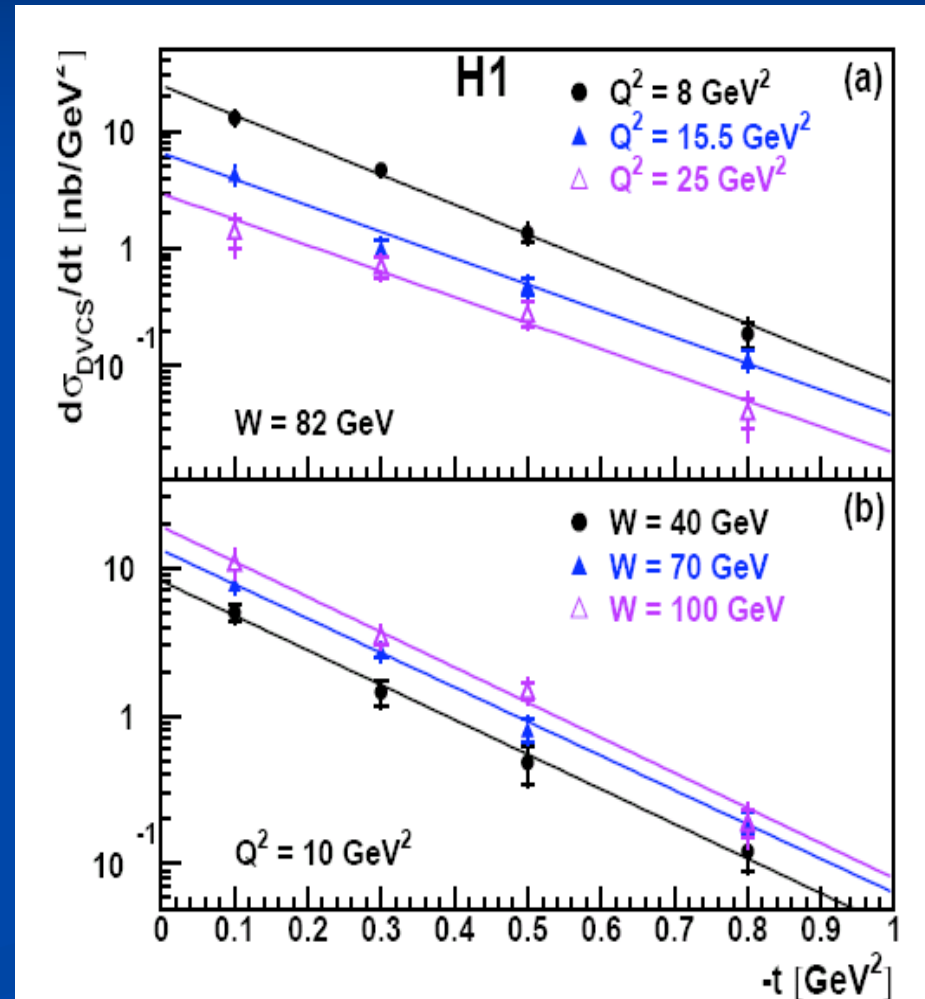 H1
(a)
Q² = 8 GeV²
Q² = 15.5 GeV²
Q² = 25 GeV²
dσDVCS/dt [nb/GeV²]
10
1
10⁻¹
W = 82 GeV
(b)
W = 40 GeV
W = 70 GeV
W = 100 GeV
10
1
10⁻¹
Q² = 10 GeV²
0 0.1 0.2 0.3 0.4 0.5 0.6 0.7 0.8 0.9 1
-t [GeV²]